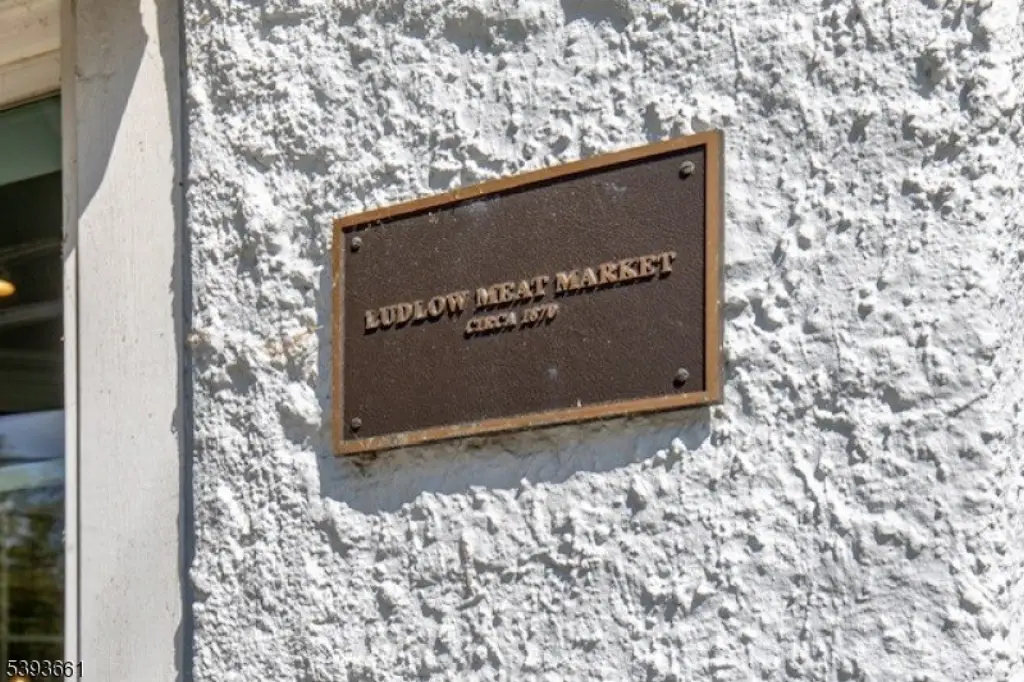 LUDLOW MEAT MARKET
CIRCA 1870
5393661